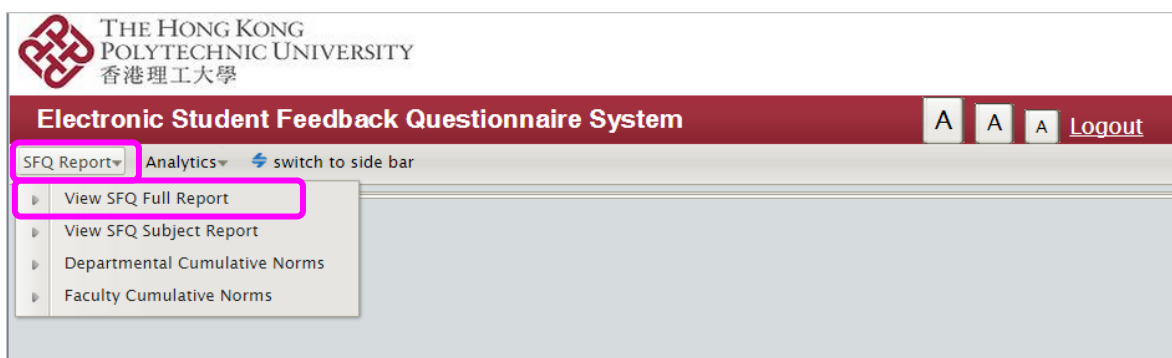 THE HONG KONG
POLYTECHNIC UNIVERSITY
香港理工大學
Electronic Student Feedback Questionnaire System
A A A Logout
SFQ Report Analytics switch to side bar
View SFQ Full Report
View SFQ Subject Report
Departmental Cumulative Norms
Faculty Cumulative Norms